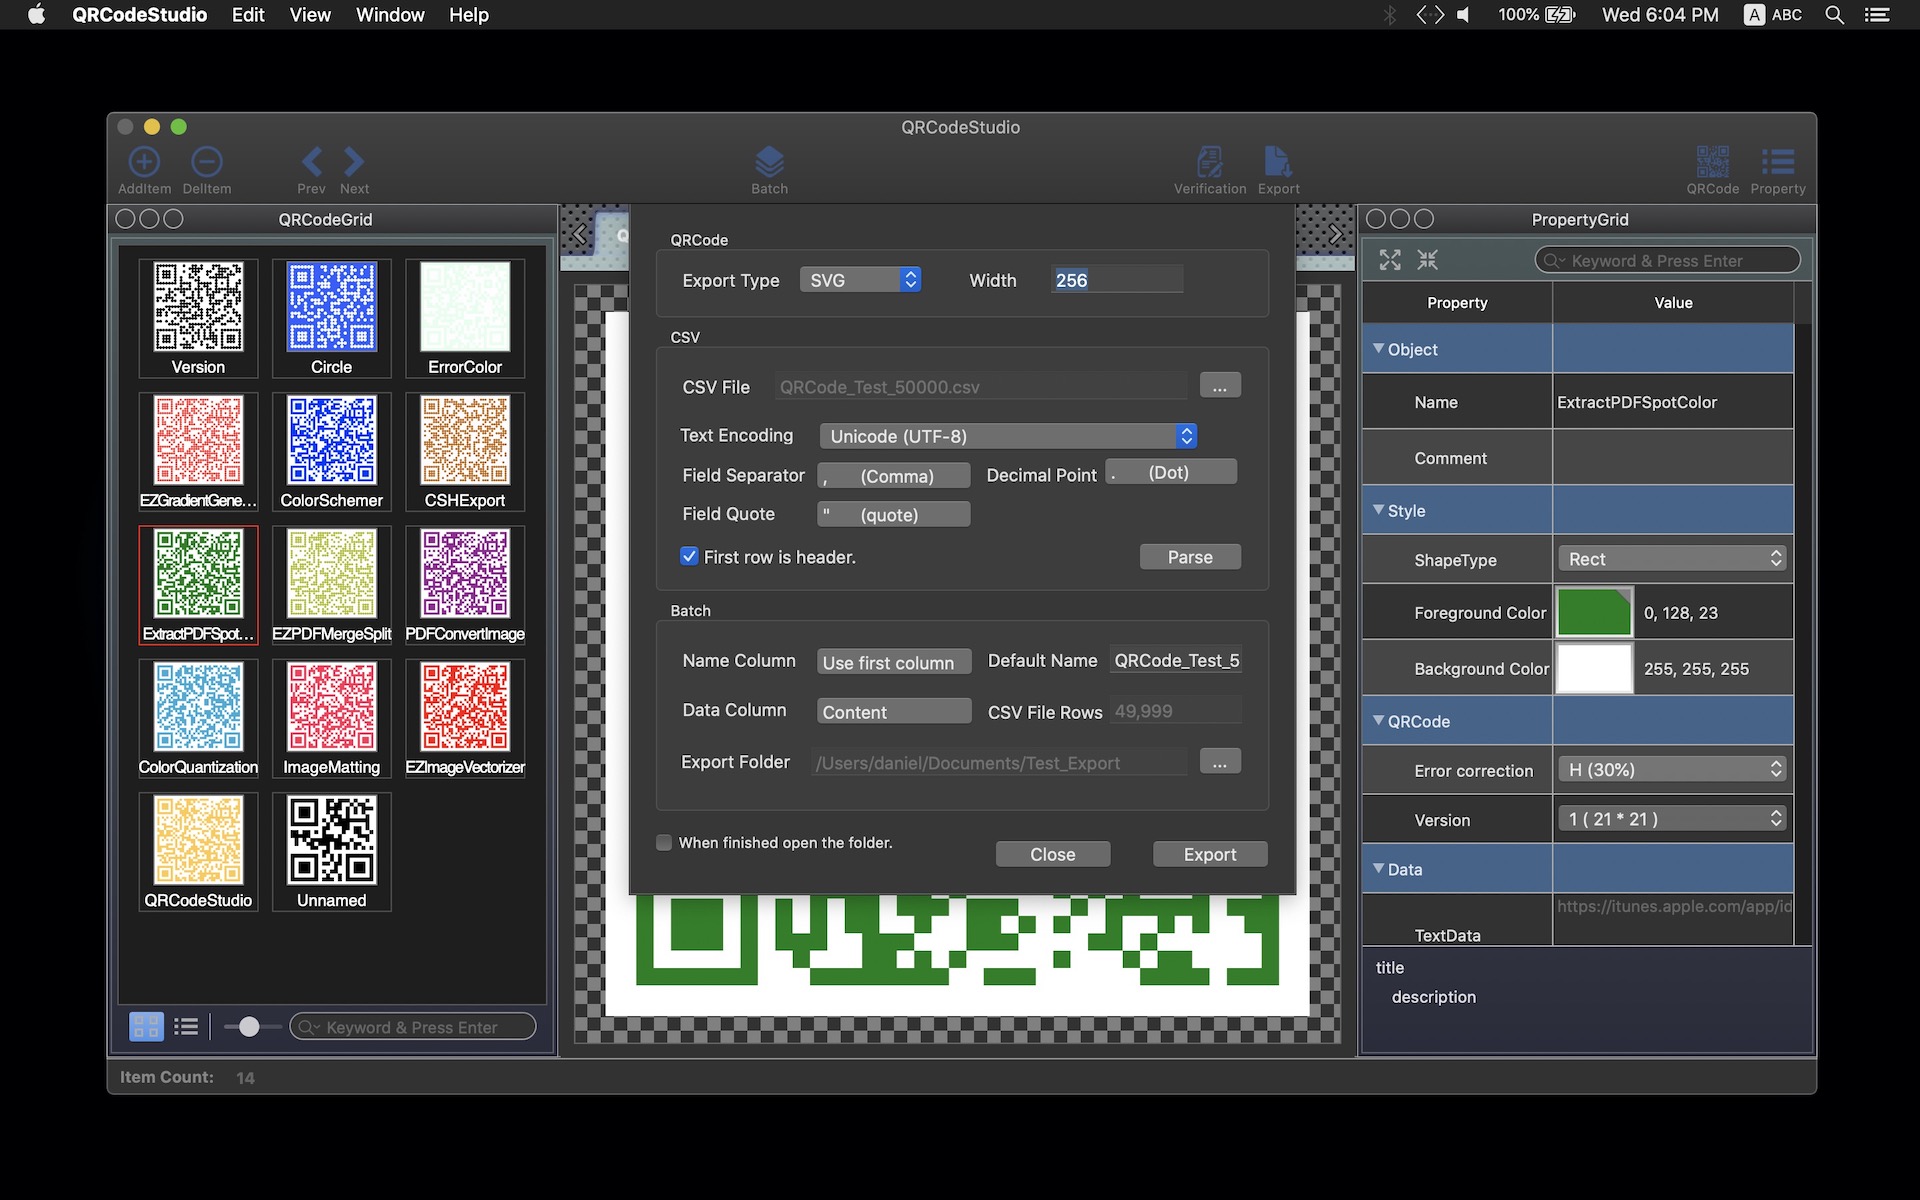 QRCodeStudio Edit View Window Help 100% Wed 6:04 PM A ABC
QRCodeStudio
AddItem DelItem Prev Next Batch Verification Export QRCode Property
QRCodeGrid
Version Circle ErrorColor
EZGradientGene... ColorSchemer CSHExport
ExtractPDFSpot... EZPDFMergeSplit PDFConvertImage
ColorQuantization ImageMatting EZImageVectorizer
QRCodeStudio Unnamed
Keyword & Press Enter
Item Count: 14
QRCode
Export Type SVG Width 256
CSV
CSV File QRCode_Test_50000.csv ...
Text Encoding Unicode (UTF-8)
Field Separator , (Comma) Decimal Point . (Dot)
Field Quote " (quote)
First row is header. Parse
Batch
Name Column Use first column Default Name QRCode_Test_5
Data Column Content CSV File Rows 49,999
Export Folder /Users/daniel/Documents/Test_Export ...
When finished open the folder. Close Export
PropertyGrid
Keyword & Press Enter
Property Value
Object
Name ExtractPDFSpotColor
Comment
Style
ShapeType Rect
Foreground Color 0, 128, 23
Background Color 255, 255, 255
QRCode
Error correction H (30%)
Version 1 ( 21 * 21 )
Data
TextData https://itunes.apple.com/app/id
title
description